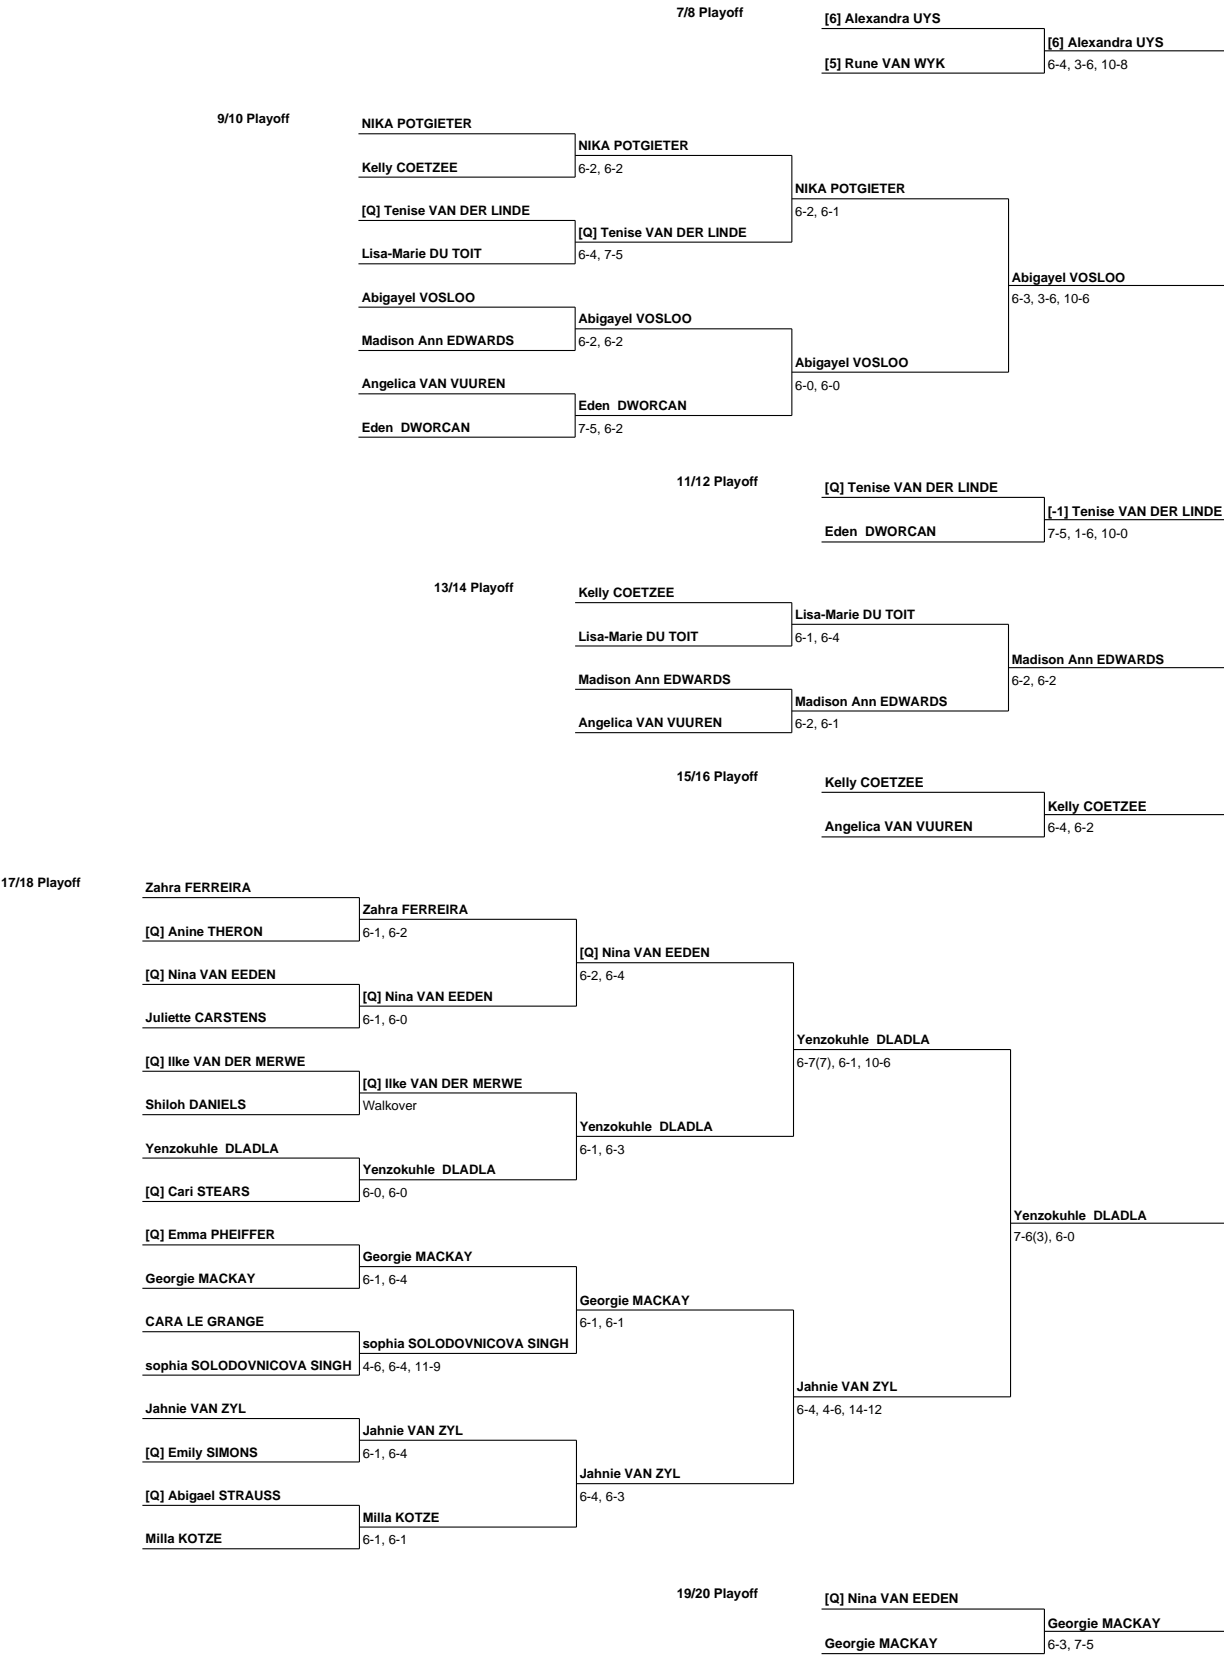 7/8 Playoff
[6] Alexandra UYS
[6] Alexandra UYS
[5] Rune VAN WYK
6-4, 3-6, 10-8
9/10 Playoff
NIKA POTGIETER
NIKA POTGIETER
Kelly COETZEE
6-2, 6-2
NIKA POTGIETER
[Q] Tenise VAN DER LINDE
6-2, 6-1
[Q] Tenise VAN DER LINDE
Lisa-Marie DU TOIT
6-4, 7-5
Abigayel VOSLOO
Abigayel VOSLOO
6-3, 3-6, 10-6
Abigayel VOSLOO
Madison Ann EDWARDS
6-2, 6-2
Abigayel VOSLOO
Angelica VAN VUUREN
6-0, 6-0
Eden  DWORCAN
Eden  DWORCAN
7-5, 6-2
11/12 Playoff
[Q] Tenise VAN DER LINDE
[-1] Tenise VAN DER LINDE
Eden  DWORCAN
7-5, 1-6, 10-0
13/14 Playoff
Kelly COETZEE
Lisa-Marie DU TOIT
Lisa-Marie DU TOIT
6-1, 6-4
Madison Ann EDWARDS
Madison Ann EDWARDS
6-2, 6-2
Madison Ann EDWARDS
Angelica VAN VUUREN
6-2, 6-1
15/16 Playoff
Kelly COETZEE
Kelly COETZEE
Angelica VAN VUUREN
6-4, 6-2
17/18 Playoff
Zahra FERREIRA
Zahra FERREIRA
[Q] Anine THERON
6-1, 6-2
[Q] Nina VAN EEDEN
[Q] Nina VAN EEDEN
6-2, 6-4
[Q] Nina VAN EEDEN
Juliette CARSTENS
6-1, 6-0
Yenzokuhle  DLADLA
[Q] Ilke VAN DER MERWE
6-7(7), 6-1, 10-6
[Q] Ilke VAN DER MERWE
Shiloh DANIELS
Walkover
Yenzokuhle  DLADLA
Yenzokuhle  DLADLA
6-1, 6-3
Yenzokuhle  DLADLA
[Q] Cari STEARS
6-0, 6-0
Yenzokuhle  DLADLA
[Q] Emma PHEIFFER
7-6(3), 6-0
Georgie MACKAY
Georgie MACKAY
6-1, 6-4
Georgie MACKAY
CARA LE GRANGE
6-1, 6-1
sophia SOLODOVNICOVA SINGH
sophia SOLODOVNICOVA SINGH
4-6, 6-4, 11-9
Jahnie VAN ZYL
Jahnie VAN ZYL
6-4, 4-6, 14-12
Jahnie VAN ZYL
[Q] Emily SIMONS
6-1, 6-4
Jahnie VAN ZYL
[Q] Abigael STRAUSS
6-4, 6-3
Milla KOTZE
Milla KOTZE
6-1, 6-1
19/20 Playoff
[Q] Nina VAN EEDEN
Georgie MACKAY
Georgie MACKAY
6-3, 7-5